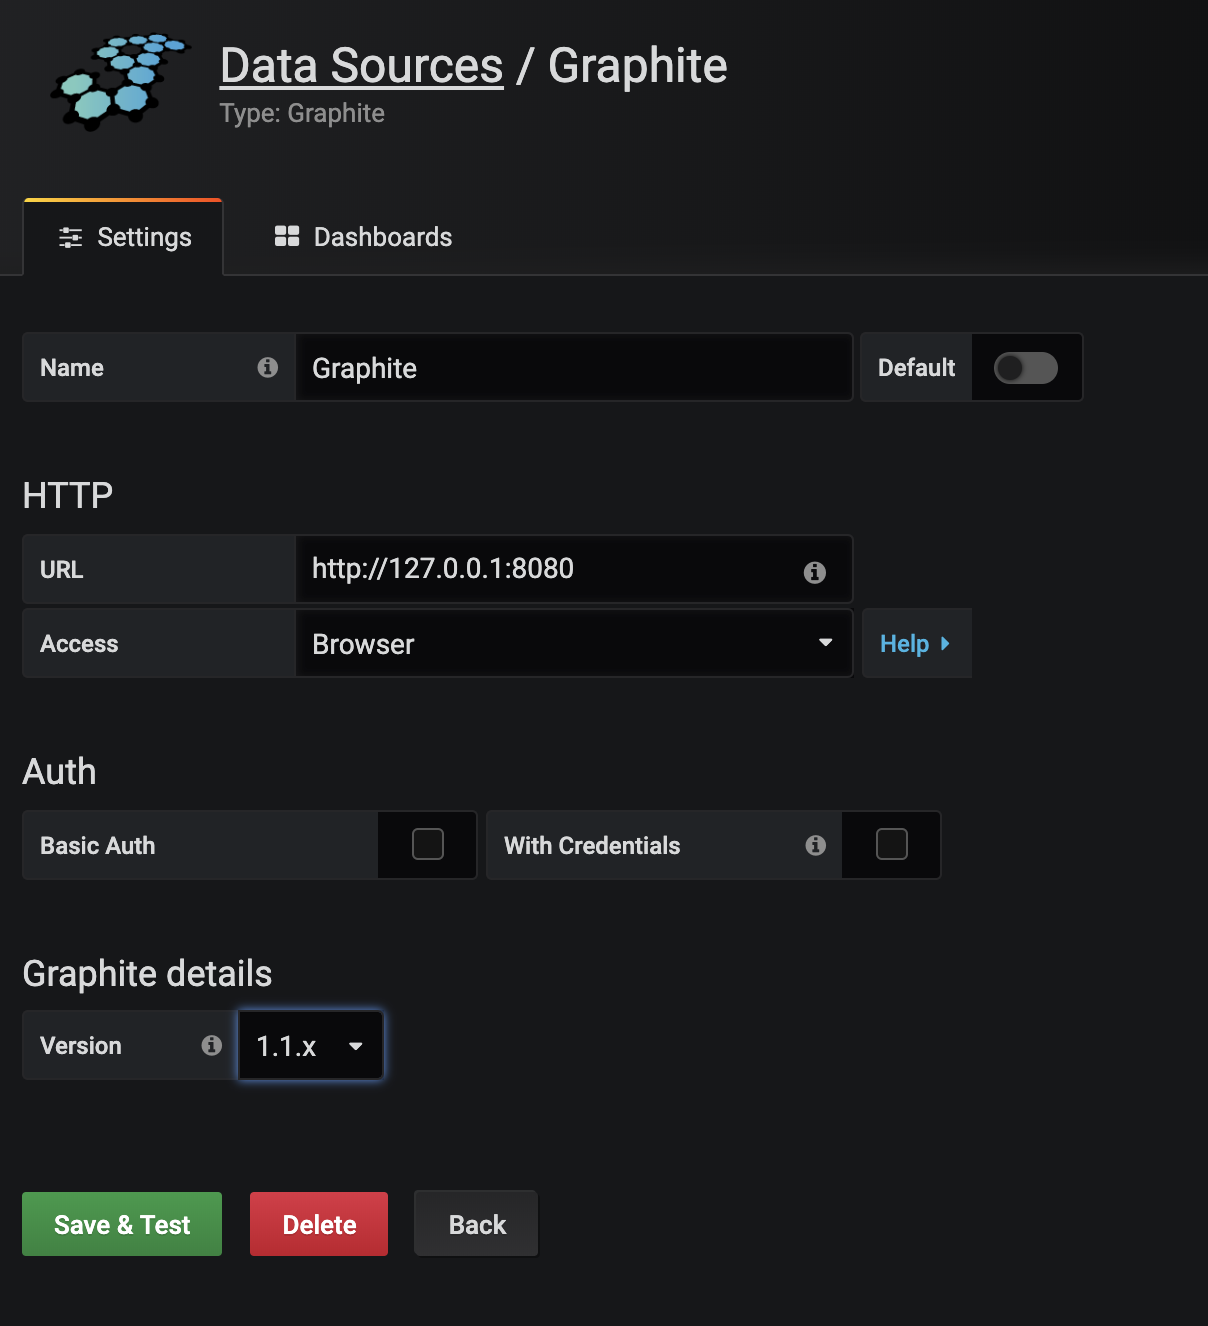 Data Sources / Graphite
Type: Graphite
Settings Dashboards
Name Graphite Default
HTTP
URL http://127.0.0.1:8080
Access Browser Help
Auth
Basic Auth With Credentials
Graphite details
Version 1.1.x
Save & Test Delete Back